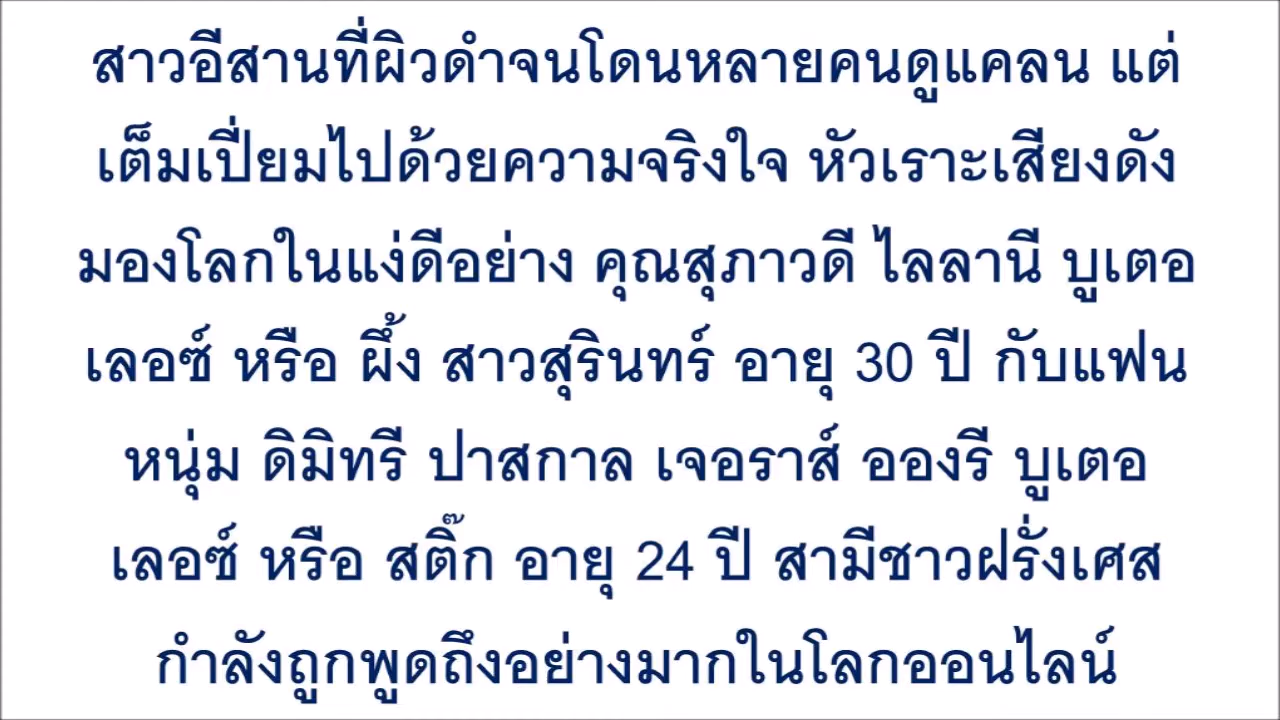 สาวอีสานที่ผิวดำจนโดนหลายคนดูแคลน แต่
เต็มเปี่ยมไปด้วยความจริงใจ หัวเราะเสียงดัง
มองโลกในแง่ดีอย่าง คุณสุภาวดี ไลลานี บูเตอ
เลอซ์ หรือ ผึ้ง สาวสุรินทร์ อายุ 30 ปี กับแฟน
หนุ่ม ดิมิทรี ปาสกาล เจอราส์ อองรี บูเตอ
เลอซ์ หรือ สติ๊ก อายุ 24 ปี สามีชาวฝรั่งเศส
กำลังถูกพูดถึงอย่างมากในโลกออนไลน์